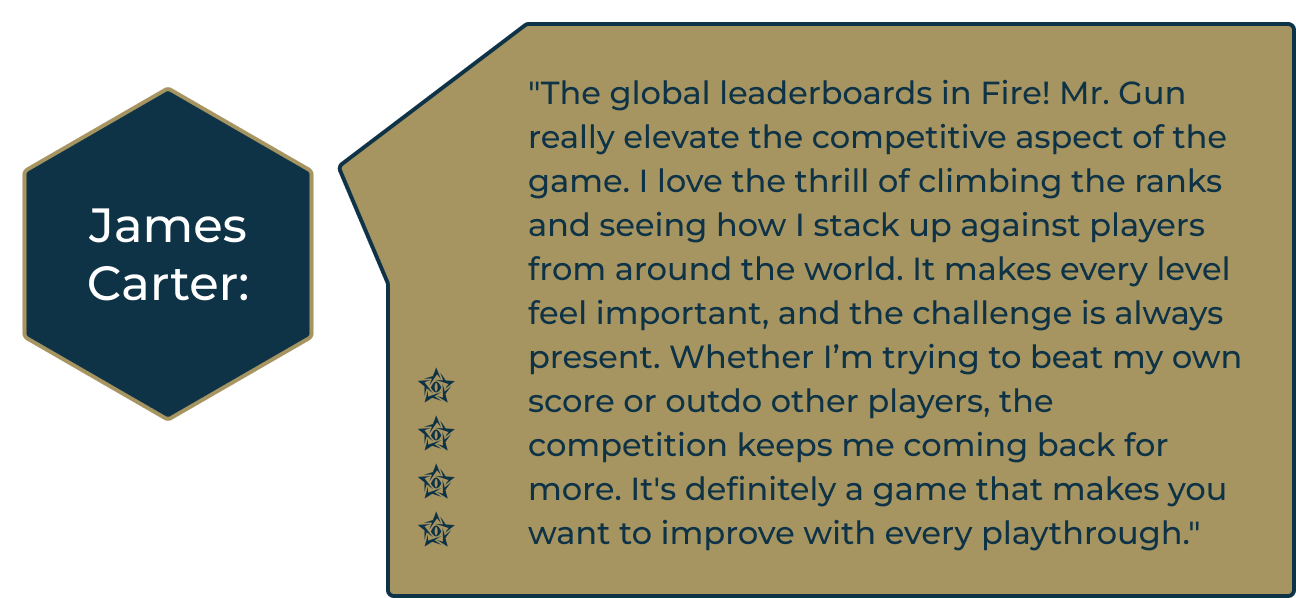 James
Carter:
"The global leaderboards in Fire! Mr. Gun
really elevate the competitive aspect of the
game. I love the thrill of climbing the ranks
and seeing how I stack up against players
from around the world. It makes every level
feel important, and the challenge is always
present. Whether I’m trying to beat my own
score or outdo other players, the
competition keeps me coming back for
more. It's definitely a game that makes you
want to improve with every playthrough."